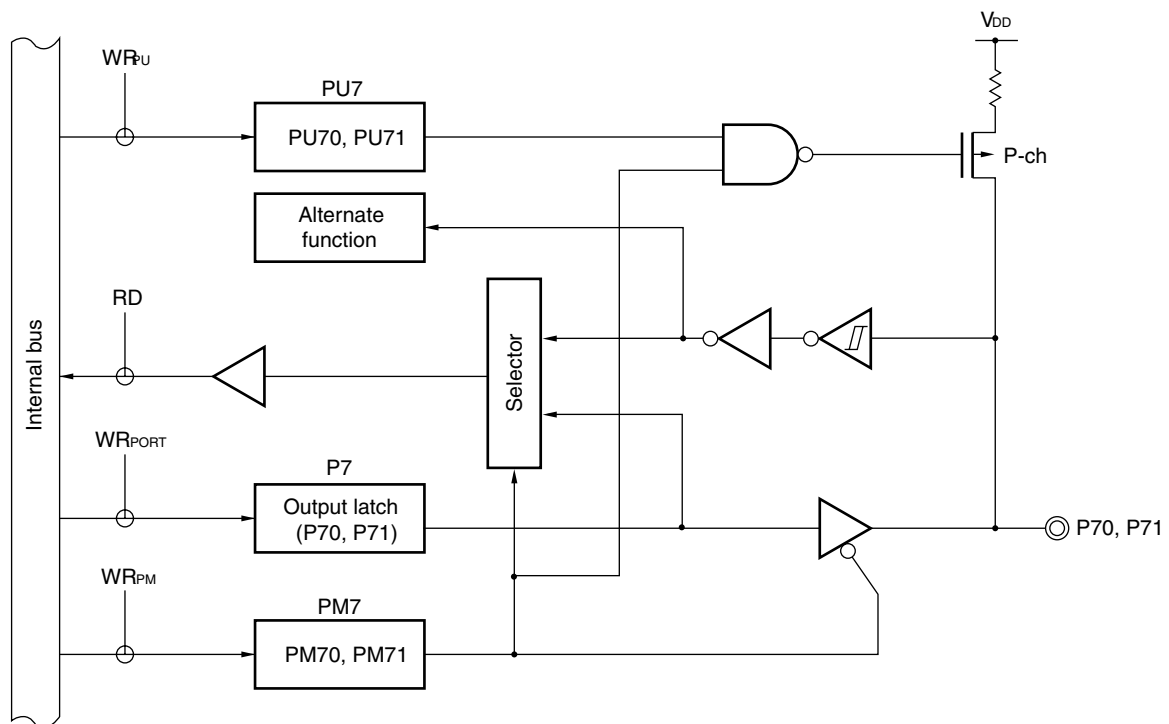 VDD
WRPU
PU7
PU70, PU71
P-ch
Alternate
function
RD
Internal bus
Selector
WRPORT
P7
Output latch
(P70, P71)
P70, P71
WRPM
PM7
PM70, PM71